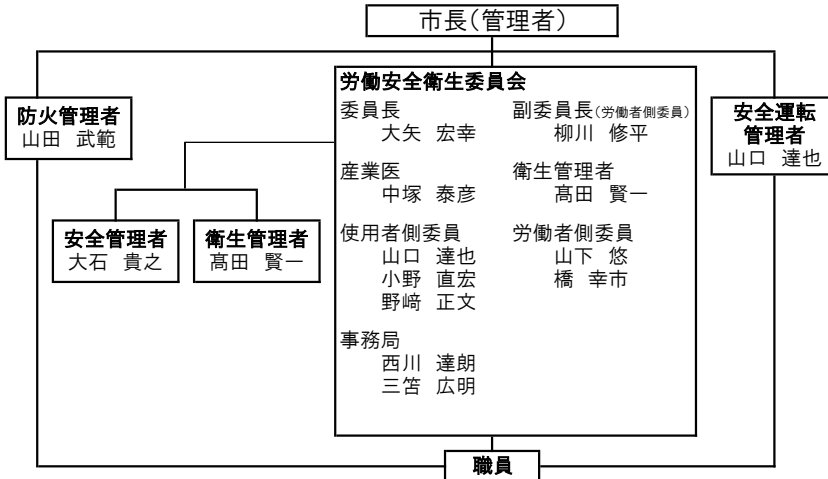 市長(管理者)
防火管理者
山田 武範
労働安全衛生委員会
委員長 副委員長(労働者側委員)
大矢 宏幸 柳川 修平
産業医 衛生管理者
中塚 泰彦 髙田 賢一
使用者側委員 労働者側委員
山口 達也 山下 悠
小野 直宏 橋 幸市
野﨑 正文
事務局
西川 達朗
三笘 広明
安全運転
管理者
山口 達也
安全管理者
大石 貴之
衛生管理者
髙田 賢一
職員